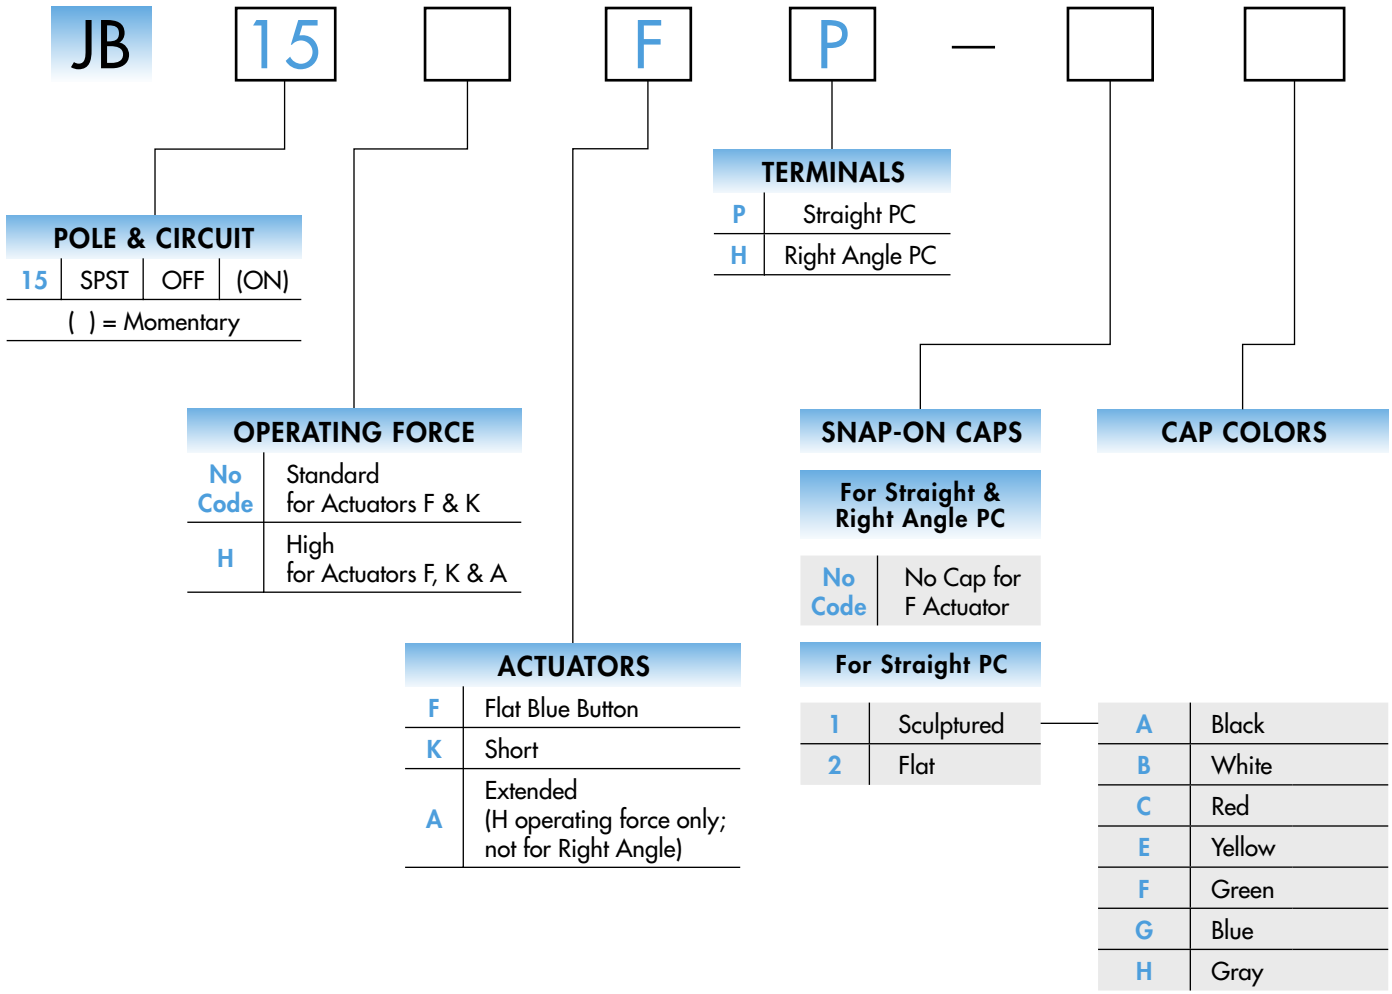 JB 15 F P —
TERMINALS
P Straight PC
H Right Angle PC
POLE & CIRCUIT
15 SPST OFF (ON)
( ) = Momentary
OPERATING FORCE
No Code Standard
for Actuators F & K
H High
for Actuators F, K & A
ACTUATORS
F Flat Blue Button
K Short
A Extended
(H operating force only;
not for Right Angle)
SNAP-ON CAPS
For Straight &
Right Angle PC
No Code No Cap for
F Actuator
For Straight PC
1 Sculptured
2 Flat
CAP COLORS
A Black
B White
C Red
E Yellow
F Green
G Blue
H Gray